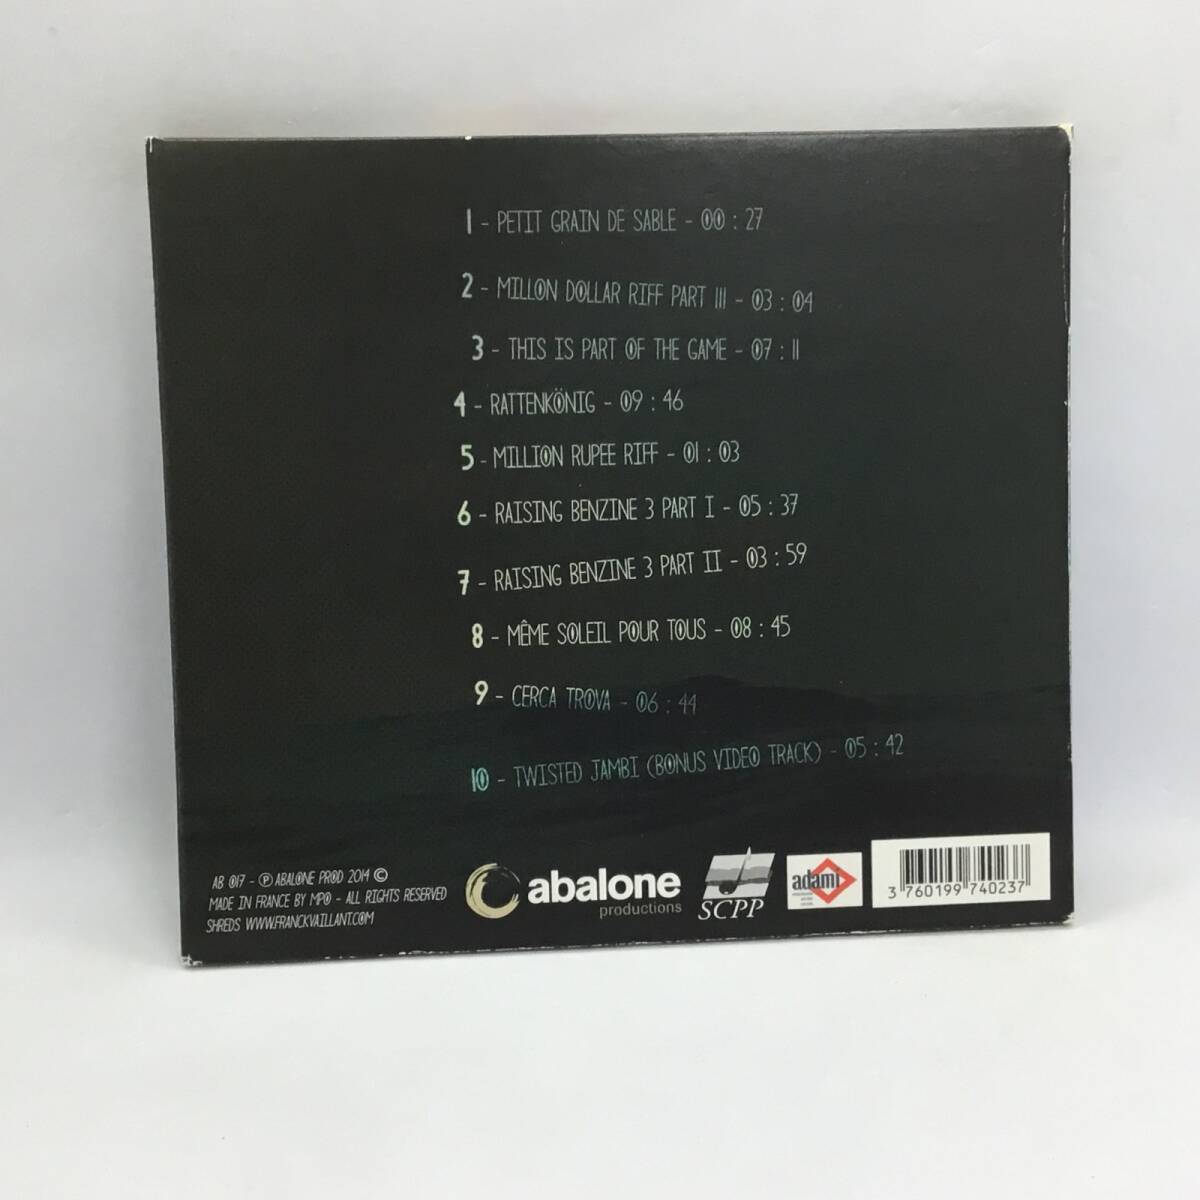 1 - PETIT GRAIN DE SABLE - 00 : 27
2 - MILLON DOLLAR RIFF PART III - 03 : 04
3 - THIS IS PART OF THE GAME - 07 : 11
4 - RATTENKÖNIG - 09 : 46
5 - MILLION RUPEE RIFF - 01 : 03
6 - RAISING BENZINE 3 PART I - 05 : 37
7 - RAISING BENZINE 3 PART II - 03 : 59
8 - MÊME SOLEIL POUR TOUS - 08 : 45
9 - CERCA TROVA - 06 : 44
10 - TWISTED JAMBI (BONUS VIDEO TRACK) - 05 : 42
AB 017 - ℗ ABALONE PROD 2014 ©
MADE IN FRANCE BY MPO - ALL RIGHTS RESERVED
SHREDS WWW.FRANCKVAILLANT.COM
abalone
productions
SCPP
adami
3 760199 740237